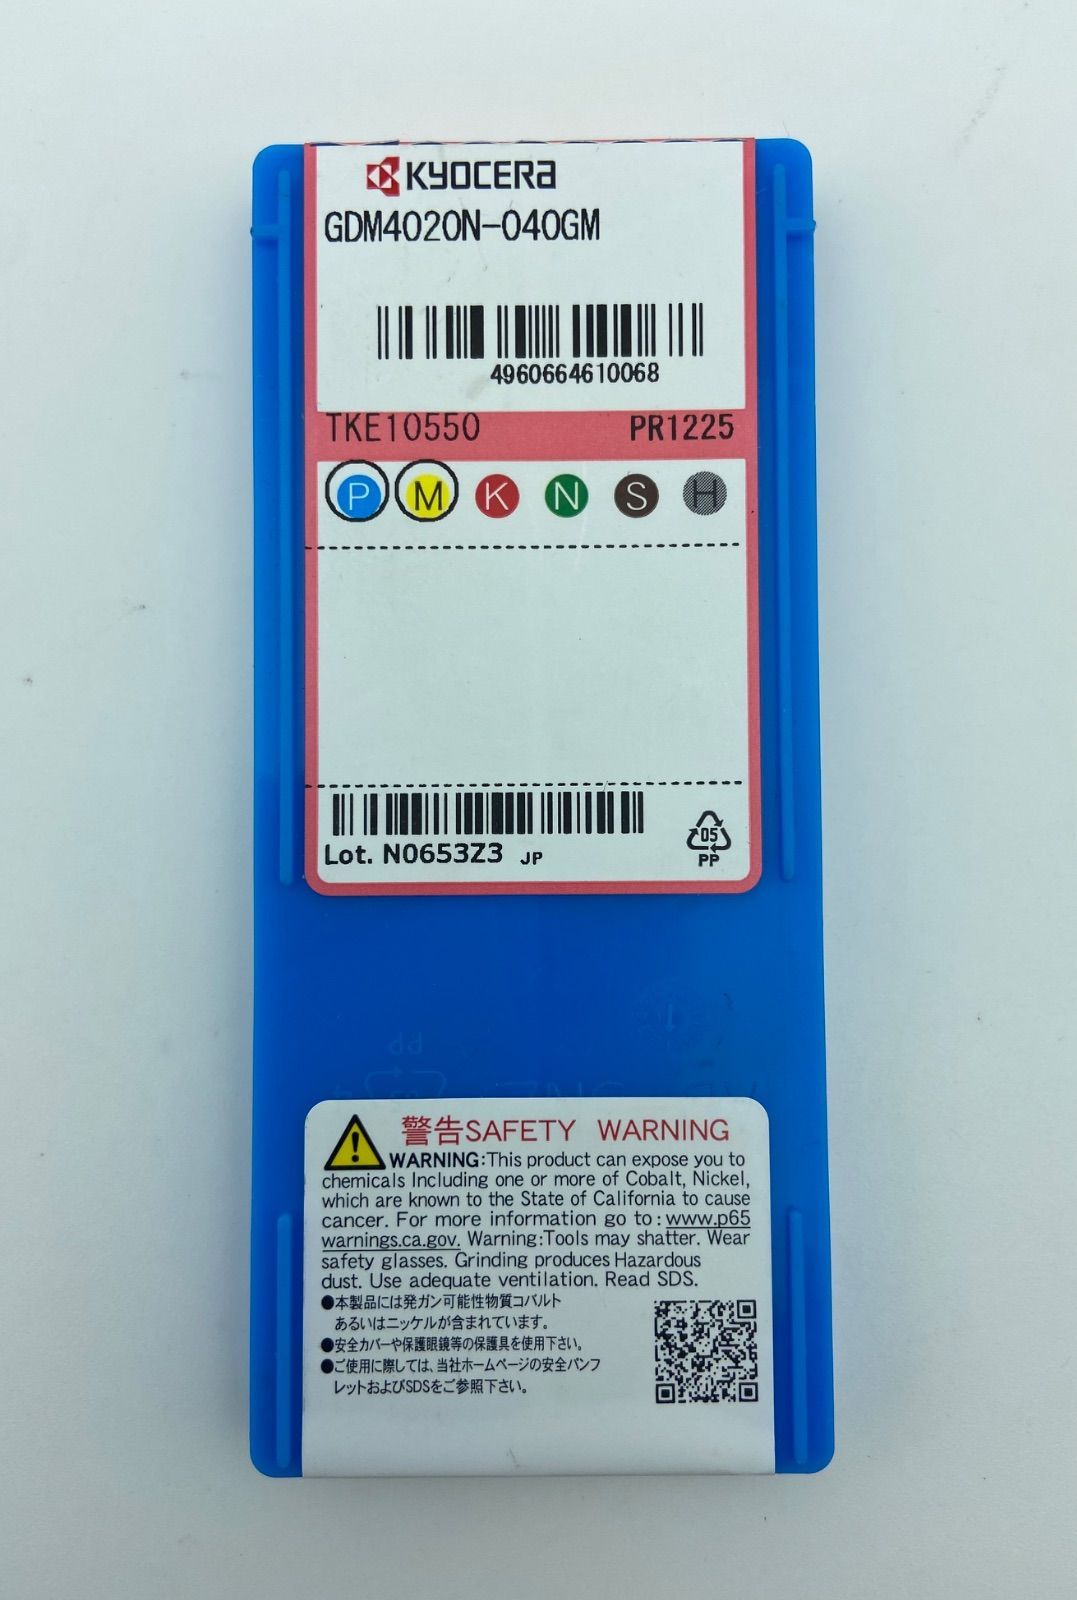 KYOCERA
GDM4020N-040GM
4960664610068
TKE10550 PR1225
P M K N S H
Lot. N0653Z3 JP
05
PP
PP
警告SAFETY WARNING
WARNING:This product can expose you to
chemicals Including one or more of Cobalt, Nickel,
which are known to the State of California to cause
cancer. For more information go to : www.p65
warnings.ca.gov. Warning:Tools may shatter. Wear
safety glasses. Grinding produces Hazardous
dust. Use adequate ventilation. Read SDS.
●本製品には発ガン可能性物質コバルト
あるいはニッケルが含まれています。
●安全カバーや保護眼鏡等の保護具を使用下さい。
●ご使用に際しては、当社ホームページの安全パンフ
レットおよびSDSをご参照下さい。